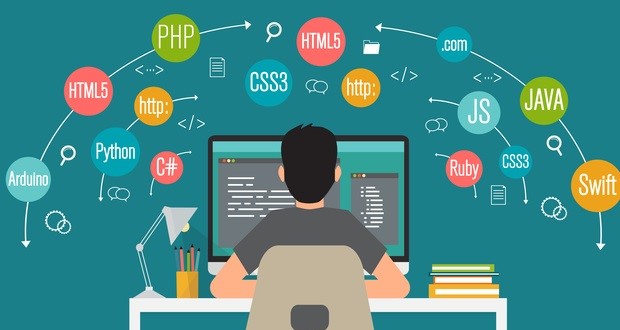 PHP
HTML5
.com
HTML5
CSS3
http:
JAVA
http:
JS
Python
C#
Ruby
CSS3
Arduino
Swift